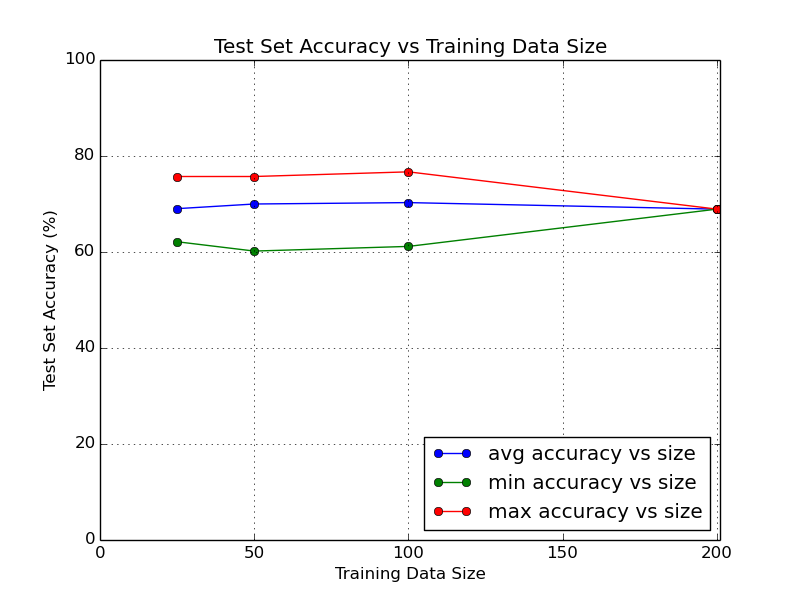 Test Set Accuracy vs Training Data Size
100
80
60
40
20
0
Test Set Accuracy (%)
0 50 100 150 200
Training Data Size
avg accuracy vs size
min accuracy vs size
max accuracy vs size